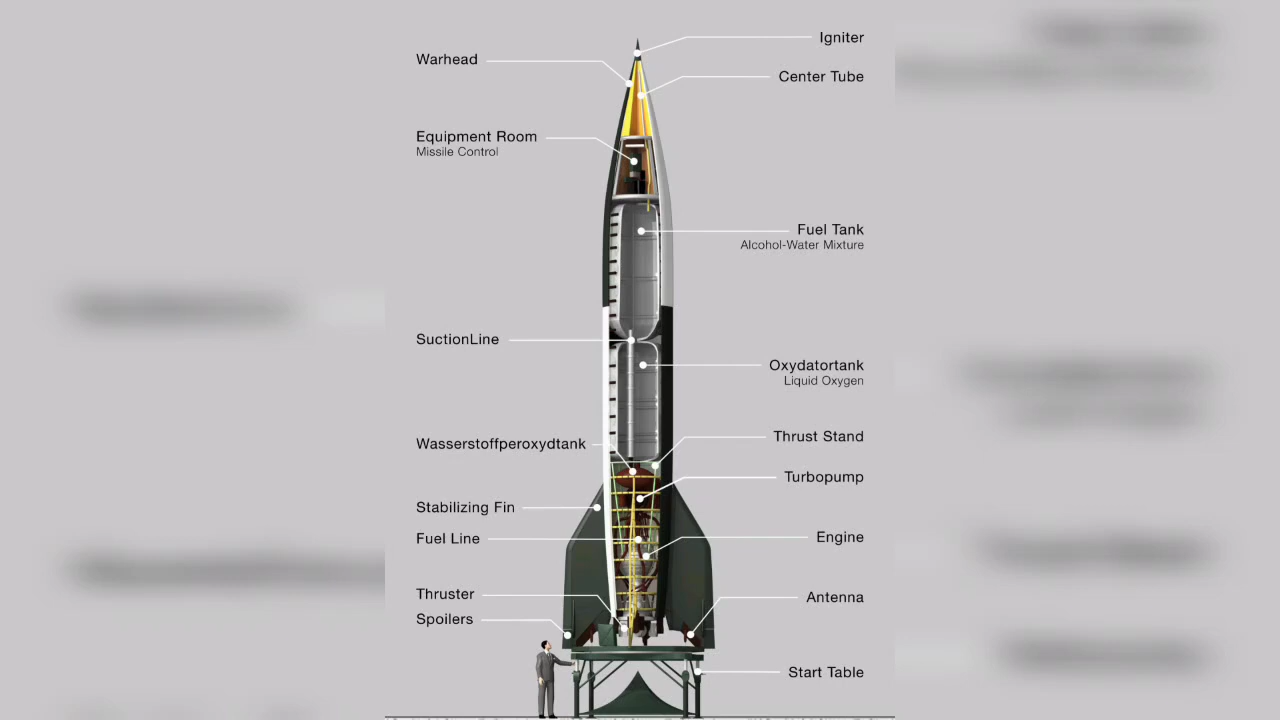 Igniter
Warhead
Center Tube
Equipment Room
Missile Control
Fuel Tank
Alcohol-Water Mixture
SuctionLine
Oxydatortank
Liquid Oxygen
Thrust Stand
Wasserstoffperoxydtank
Turbopump
Stabilizing Fin
Engine
Fuel Line
Thruster
Antenna
Spoilers
Start Table